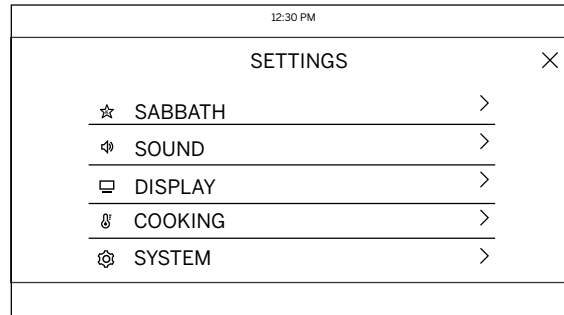 12:30 PM
SETTINGS
SABBATH
SOUND
DISPLAY
COOKING
SYSTEM